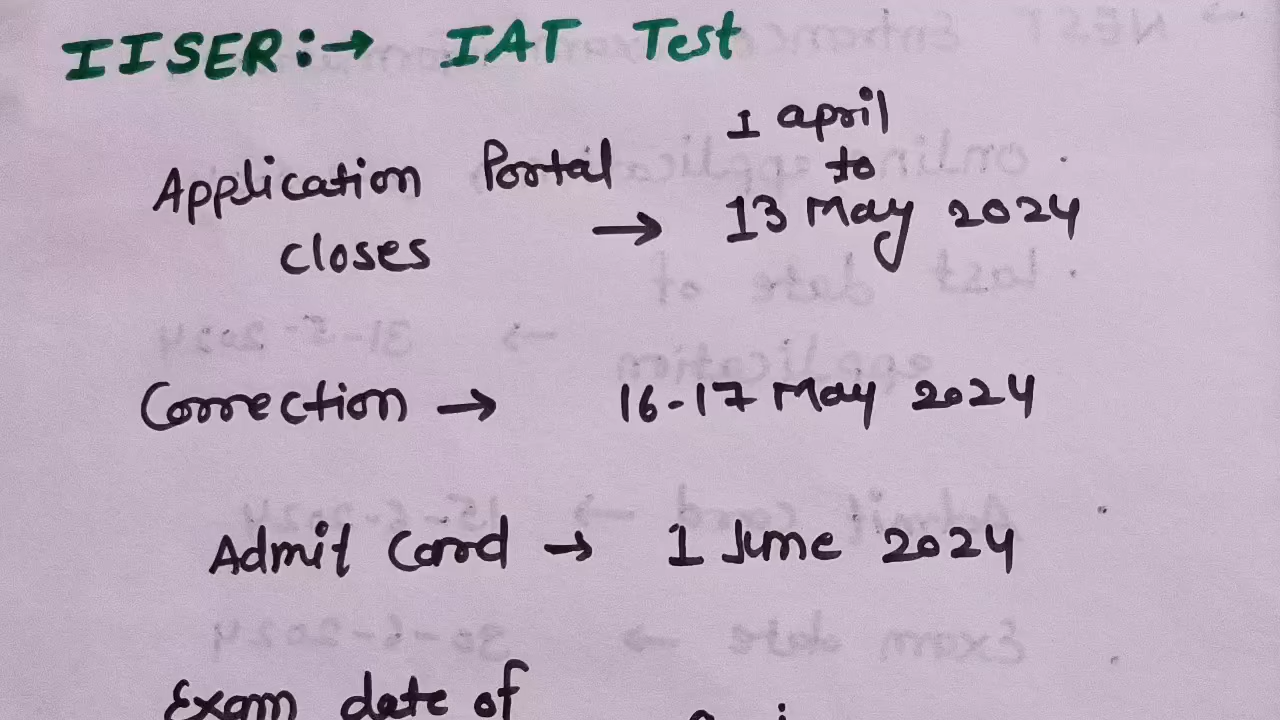 IISER:→ IAT Test
1 april
Application Portal to
closes → 13 May 2024
Correction → 16-17 May 2024
Admit Card → 1 June 2024
Exam date of